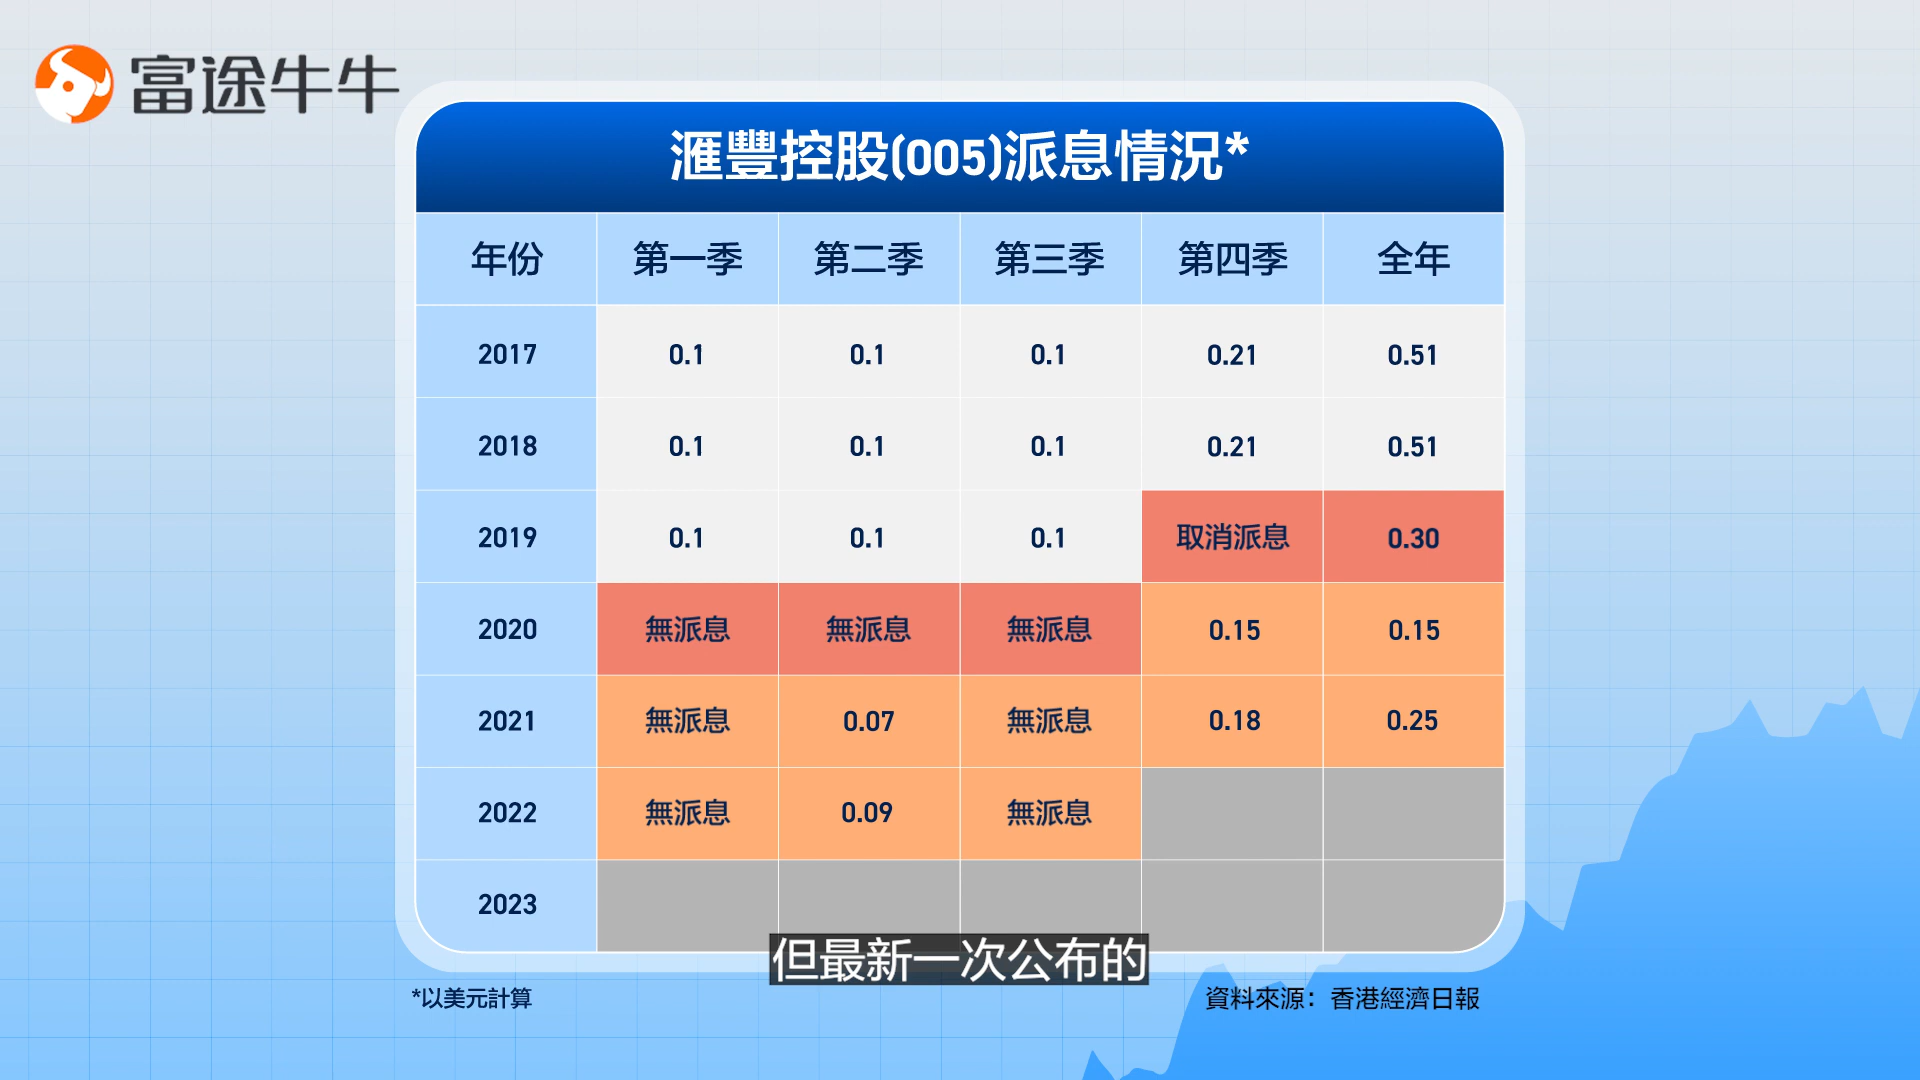 富途牛牛
滙豐控股(005)派息情況*
年份 第一季 第二季 第三季 第四季 全年
2017 0.1 0.1 0.1 0.21 0.51
2018 0.1 0.1 0.1 0.21 0.51
2019 0.1 0.1 0.1 取消派息 0.30
2020 無派息 無派息 無派息 0.15 0.15
2021 無派息 0.07 無派息 0.18 0.25
2022 無派息 0.09 無派息
2023
但最新一次公布的
*以美元計算
資料來源：香港經濟日報